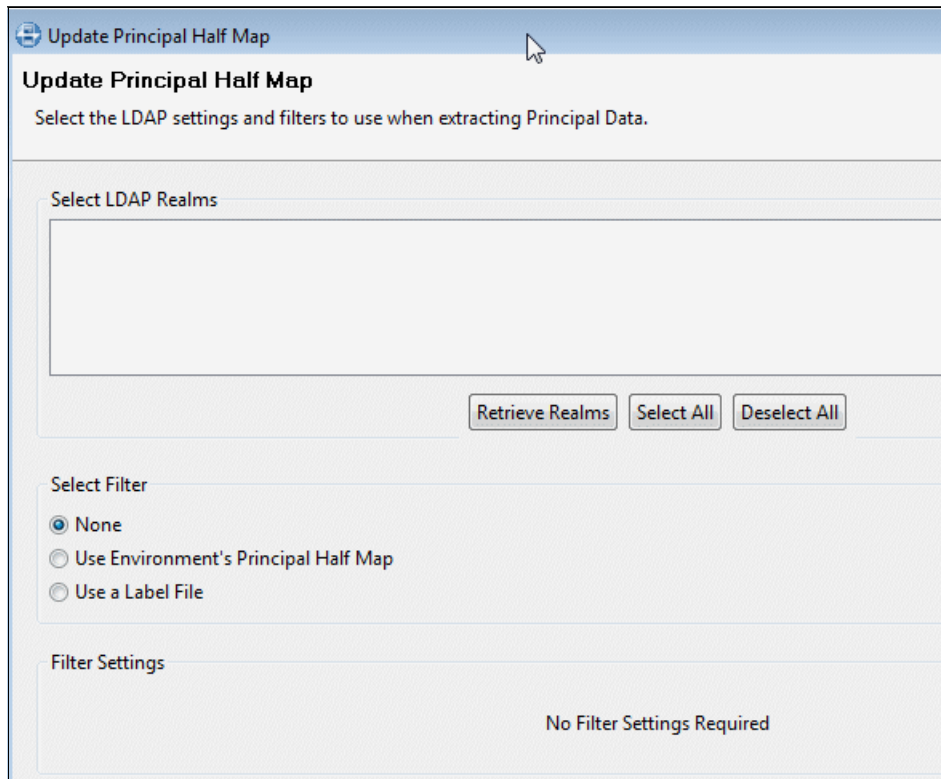 Update Principal Half Map
Update Principal Half Map
Select the LDAP settings and filters to use when extracting Principal Data.
Select LDAP Realms
Retrieve Realms Select All Deselect All
Select Filter
None
Use Environment's Principal Half Map
Use a Label File
Filter Settings
No Filter Settings Required